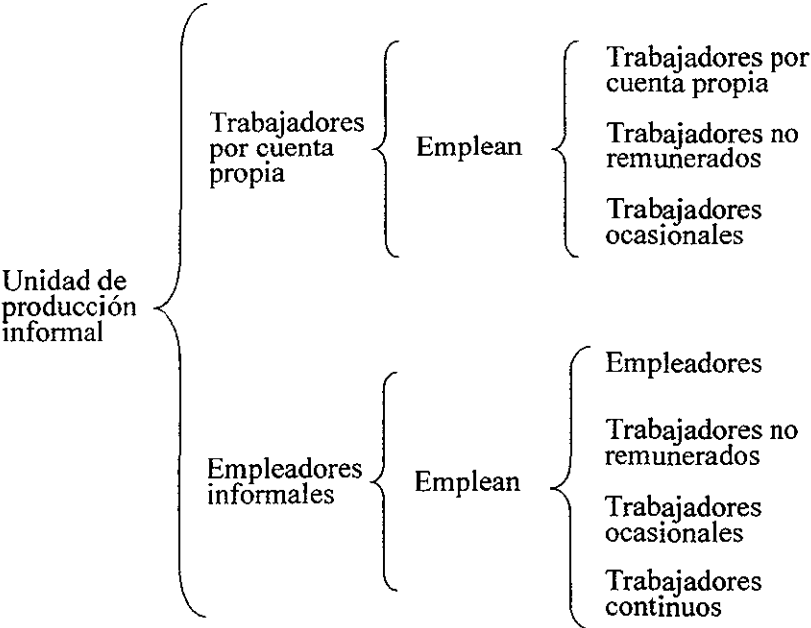 Unidad de
producción
informal
Trabajadores
por cuenta
propia
Emplean
Trabajadores por
cuenta propia
Trabajadores no
remunerados
Trabajadores
ocasionales
Empleadores
informales
Emplean
Empleadores
Trabajadores no
remunerados
Trabajadores
ocasionales
Trabajadores
continuos